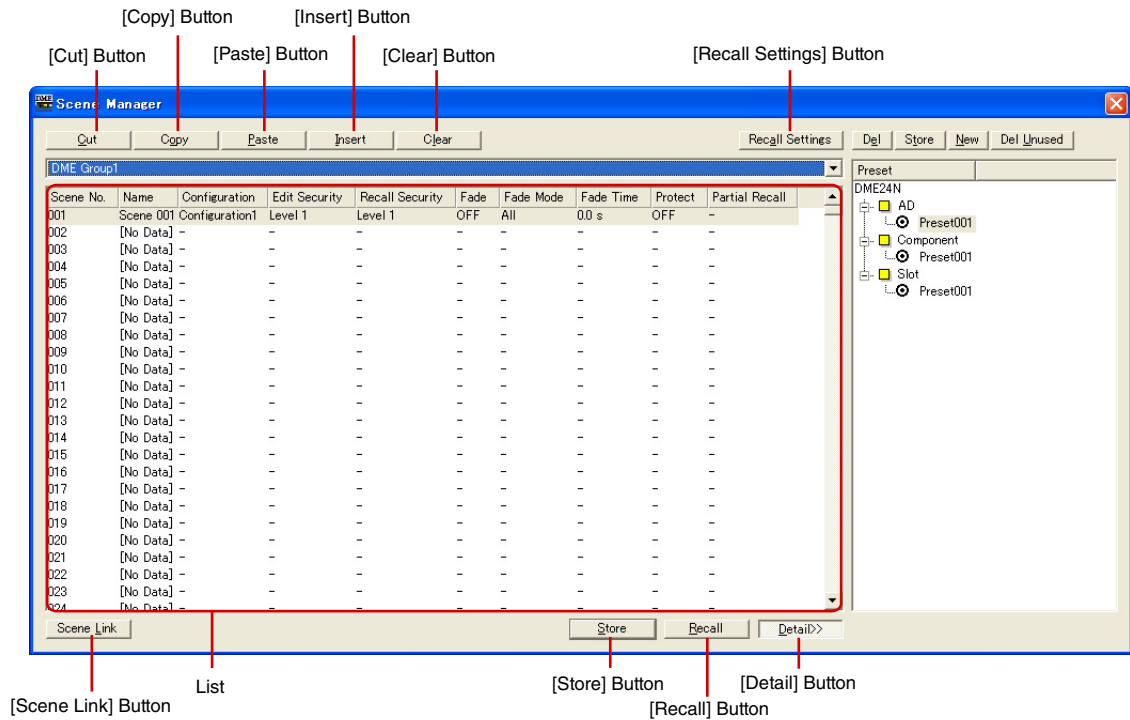 [Copy] Button [Insert] Button
[Cut] Button [Paste] Button [Clear] Button [Recall Settings] Button
DME Scene Manager
Cut Copy Paste Insert Clear Recall Settings Del Store New Del Unused
DME Group1 Preset
Scene No. Name Configuration Edit Security Recall Security Fade Fade Mode Fade Time Protect Partial Recall DME24N
001 Scene 001 Configuration1 Level 1 Level 1 OFF All 0.0 s OFF - AD
002 [No Data] - - - - - - - - Preset001
003 [No Data] - - - - - - - - Component
004 [No Data] - - - - - - - - Preset001
005 [No Data] - - - - - - - - Slot
006 [No Data] - - - - - - - - Preset001
007 [No Data] - - - - - - - -
008 [No Data] - - - - - - - -
009 [No Data] - - - - - - - -
010 [No Data] - - - - - - - -
011 [No Data] - - - - - - - -
012 [No Data] - - - - - - - -
013 [No Data] - - - - - - - -
014 [No Data] - - - - - - - -
015 [No Data] - - - - - - - -
016 [No Data] - - - - - - - -
017 [No Data] - - - - - - - -
018 [No Data] - - - - - - - -
019 [No Data] - - - - - - - -
020 [No Data] - - - - - - - -
021 [No Data] - - - - - - - -
022 [No Data] - - - - - - - -
023 [No Data] - - - - - - - -
024 [No Data] - - - - - - - -
Scene Link Store Recall Detail>>
List [Store] Button [Detail] Button
[Scene Link] Button [Recall] Button